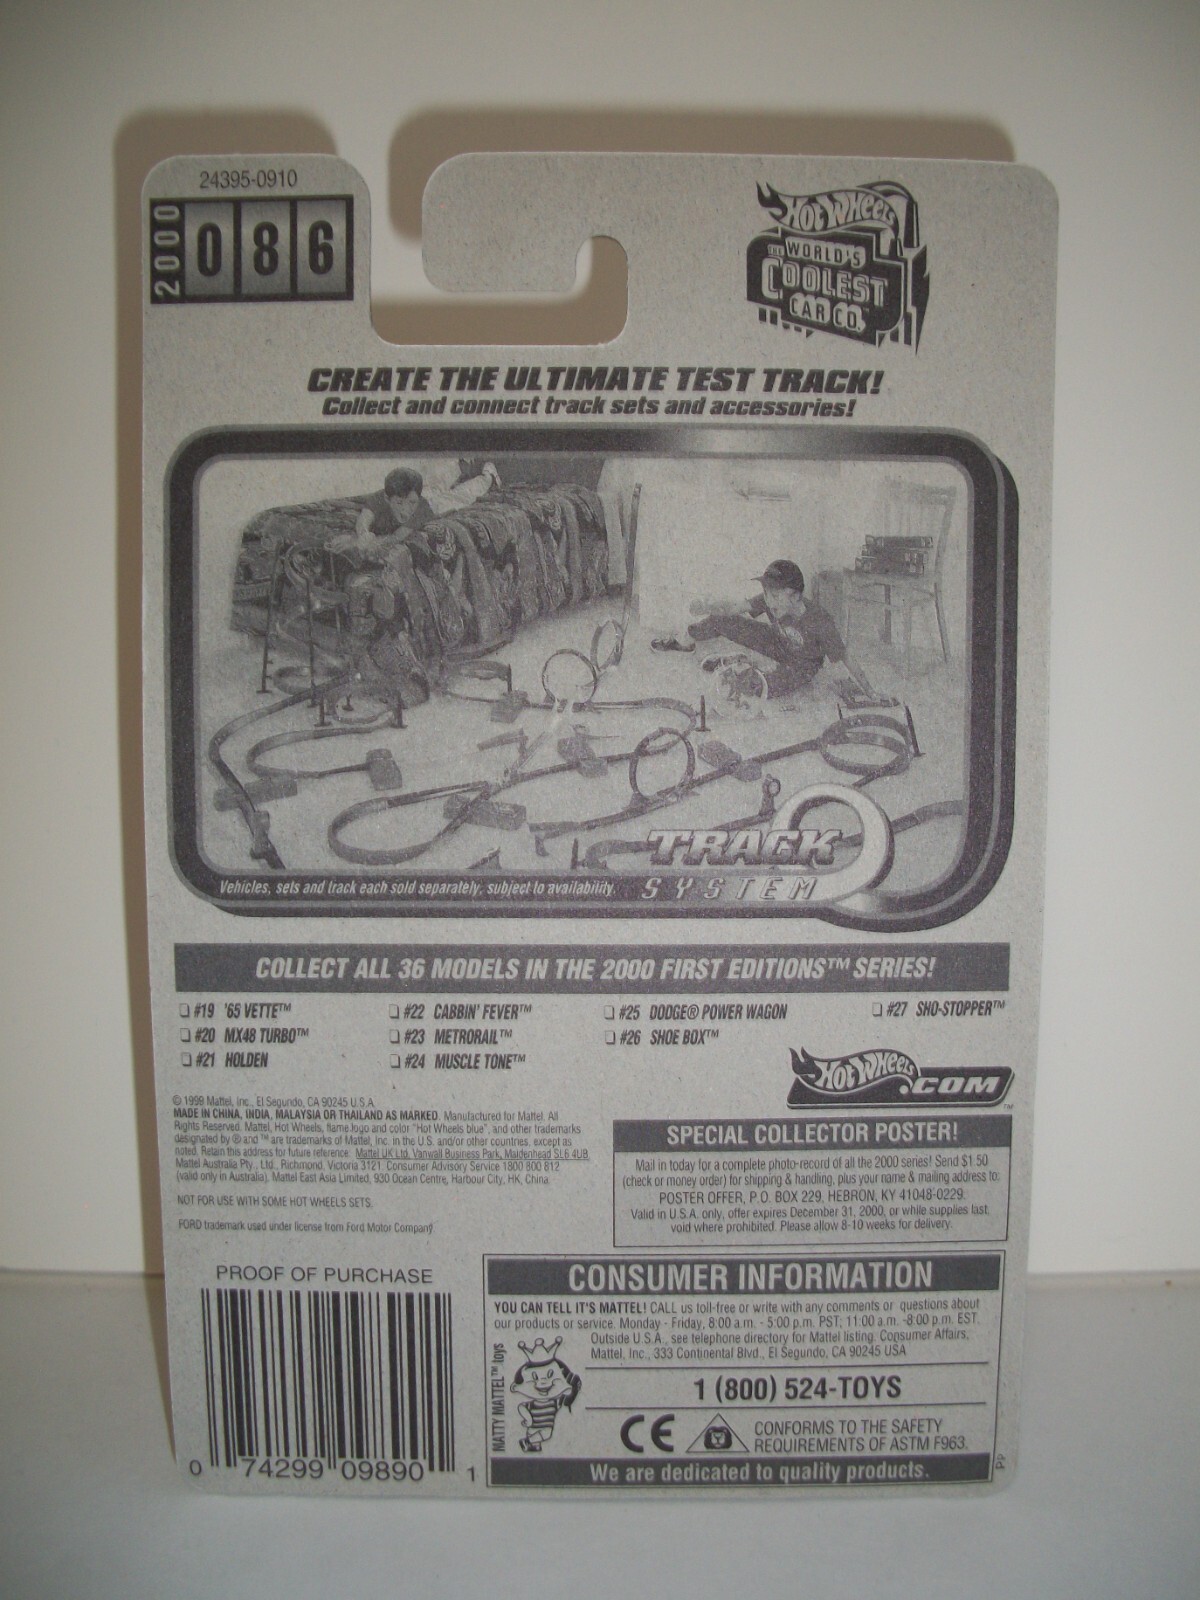 24395-0910
2000
086
HOT WHEELS
THE WORLD'S
COOLEST
CAR CO.™
CREATE THE ULTIMATE TEST TRACK!
Collect and connect track sets and accessories!
TRACK
SYSTEM
Vehicles, sets and track each sold separately, subject to availability.
COLLECT ALL 36 MODELS IN THE 2000 FIRST EDITIONS™ SERIES!
❏ #19 '65 VETTE™
❏ #20 MX48 TURBO™
❏ #21 HOLDEN
❏ #22 CABBIN' FEVER™
❏ #23 METRORAIL™
❏ #24 MUSCLE TONE™
❏ #25 DODGE® POWER WAGON
❏ #26 SHOE BOX™
❏ #27 SHO-STOPPER™
HOT WHEELS
.COM™
© 1999 Mattel, Inc., El Segundo, CA 90245 U.S.A.
MADE IN CHINA, INDIA, MALAYSIA OR THAILAND AS MARKED. Manufactured for Mattel. All
Rights Reserved. Mattel, Hot Wheels, flame logo and color "Hot Wheels blue", and other trademarks
designated by ® and ™ are trademarks of Mattel, Inc. in the U.S. and/or other countries, except as
noted. Retain this address for future reference: Mattel UK Ltd, Vanwall Business Park, Maidenhead SL6 4UB.
Mattel Australia Pty., Ltd., Richmond, Victoria 3121. Consumer Advisory Service 1800 800 812
(valid only in Australia). Mattel East Asia Limited, 930 Ocean Centre, Harbour City, HK, China.
NOT FOR USE WITH SOME HOT WHEELS SETS.
FORD trademark used under license from Ford Motor Company.
SPECIAL COLLECTOR POSTER!
Mail in today for a complete photo-record of all the 2000 series! Send $1.50
(check or money order) for shipping & handling, plus your name & mailing address to:
POSTER OFFER, P.O. BOX 229, HEBRON, KY 41048-0229.
Valid in U.S.A. only, offer expires December 31, 2000, or while supplies last,
void where prohibited. Please allow 8-10 weeks for delivery.
PROOF OF PURCHASE
0 74299 09890 1
CONSUMER INFORMATION
YOU CAN TELL IT'S MATTEL! CALL us toll-free or write with any comments or questions about
our products or service. Monday - Friday, 8:00 a.m. - 5:00 p.m. PST; 11:00 a.m. -8:00 p.m. EST.
Outside U.S.A., see telephone directory for Mattel listing. Consumer Affairs,
Mattel, Inc., 333 Continental Blvd., El Segundo, CA 90245 USA
MATTY MATTEL™ toys
1 (800) 524-TOYS
CE
CONFORMS TO THE SAFETY
REQUIREMENTS OF ASTM F963.
We are dedicated to quality products.
PP